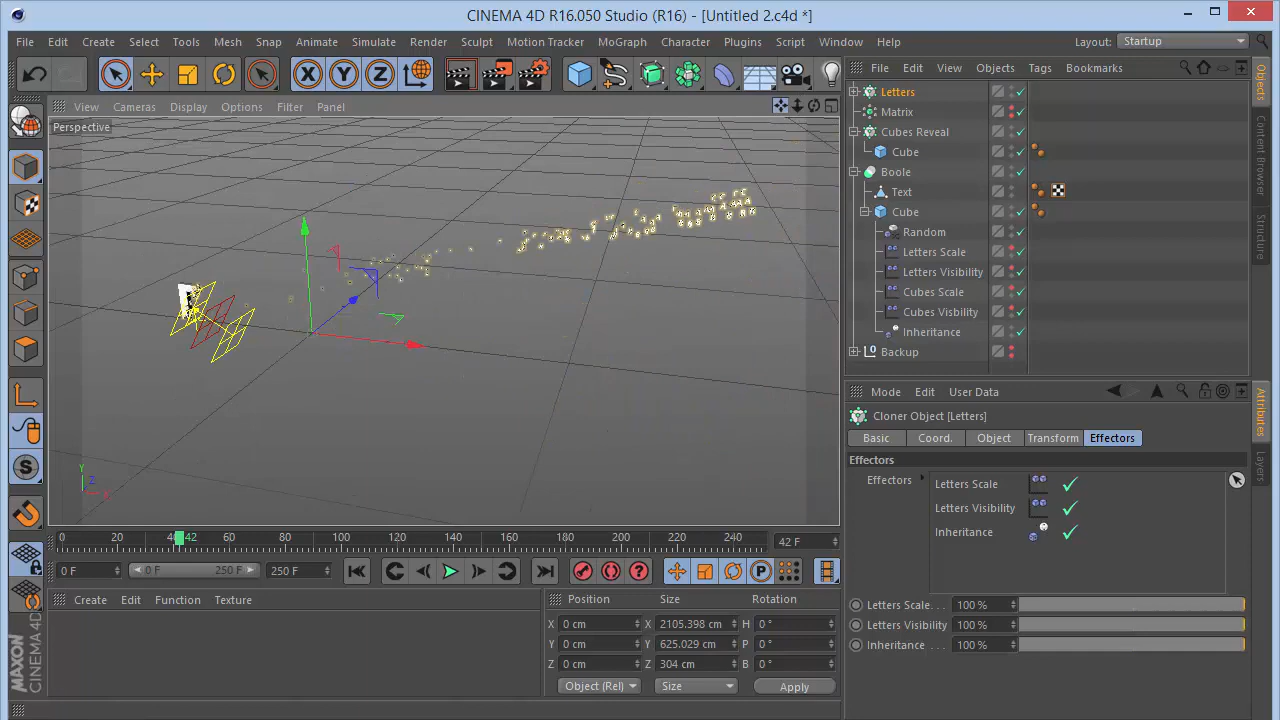 CINEMA 4D R16.050 Studio (R16) - [Untitled 2.c4d *]
File Edit Create Select Tools Mesh Snap Animate Simulate Render Sculpt Motion Tracker MoGraph Character Plugins Script Window Help
Layout: Startup
X Y Z
File Edit View Objects Tags Bookmarks
View Cameras Display Options Filter Panel
Perspective
Letters
Matrix
Cubes Reveal
Cube
Boole
Text
Cube
Random
Letters Scale
Letters Visibility
Cubes Scale
Cubes Visbility
Inheritance
L0 Backup
Objects
Content Browser
Structure
Mode Edit User Data
Cloner Object [Letters]
Basic Coord. Object Transform Effectors
Effectors
Effectors
Letters Scale
Letters Visibility
Inheritance
Letters Scale. . . 100 %
Letters Visibility 100 %
Inheritance . . . 100 %
Attributes
Layers
Y Z X
S
0 20 40 42 60 80 100 120 140 160 180 200 220 240
42 F
0 F 0 F 250 F 250 F
P
Create Edit Function Texture
Position Size Rotation
X 0 cm X 2105.398 cm H 0 °
Y 0 cm Y 625.029 cm P 0 °
Z 0 cm Z 304 cm B 0 °
Object (Rel) Size Apply
MAXON
CINEMA 4D